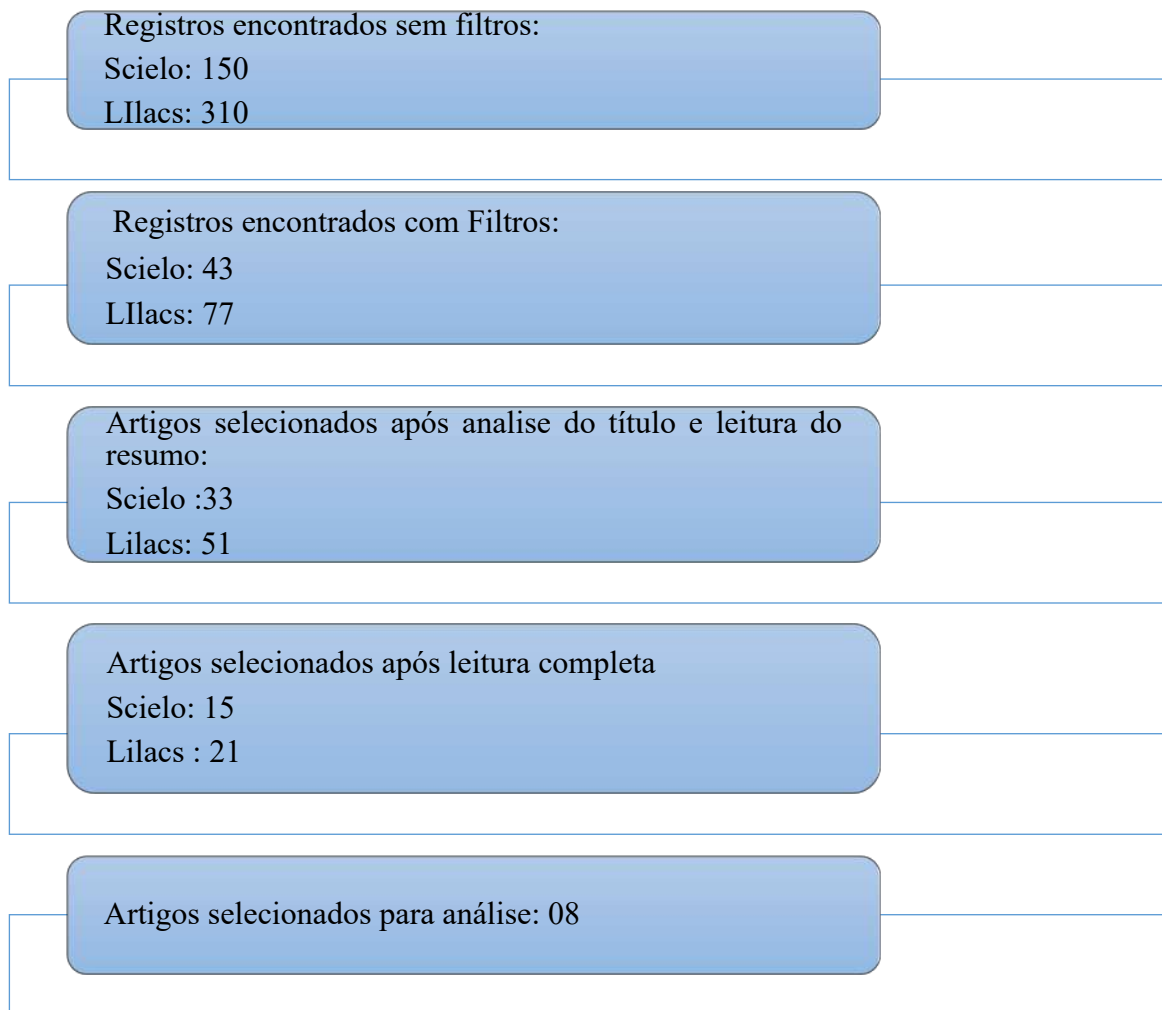 Registros encontrados sem filtros:
Scielo: 150
LIlacs: 310
Registros encontrados com Filtros:
Scielo: 43
LIlacs: 77
Artigos selecionados após analise do título e leitura do
resumo:
Scielo :33
Lilacs: 51
Artigos selecionados após leitura completa
Scielo: 15
Lilacs : 21
Artigos selecionados para análise: 08